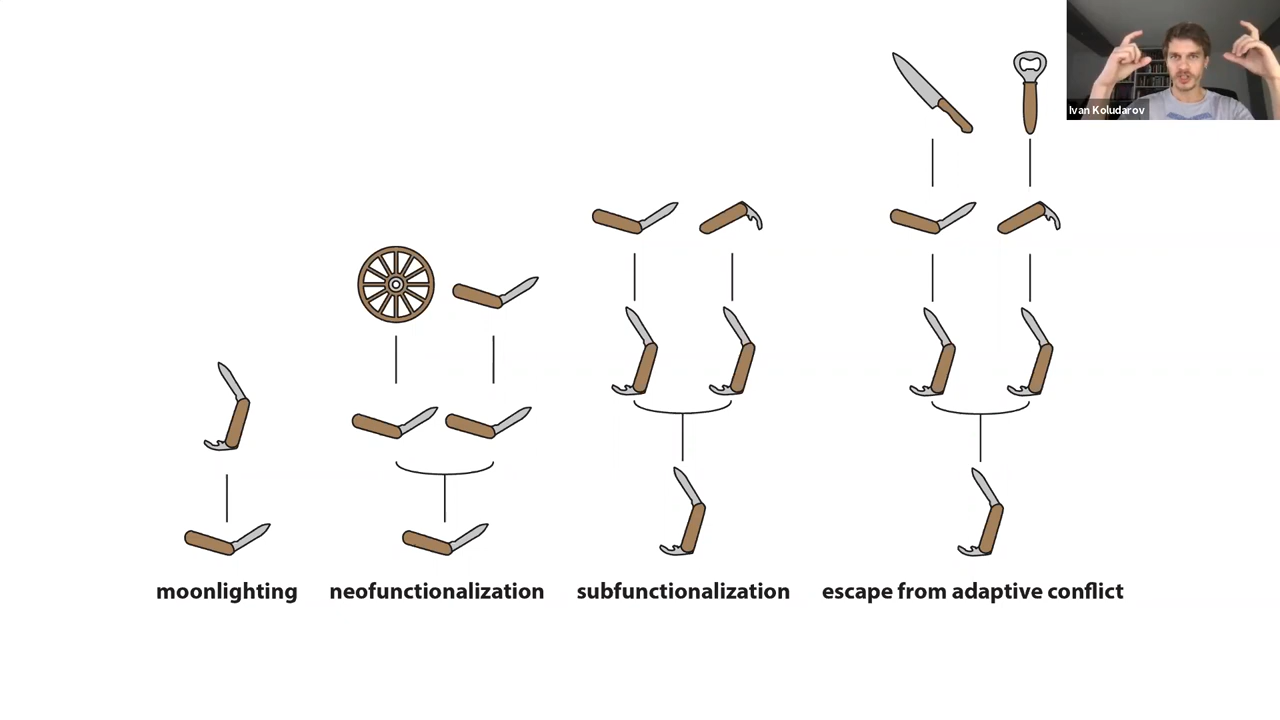 Ivan Koludarov
moonlighting
neofunctionalization
subfunctionalization
escape from adaptive conflict